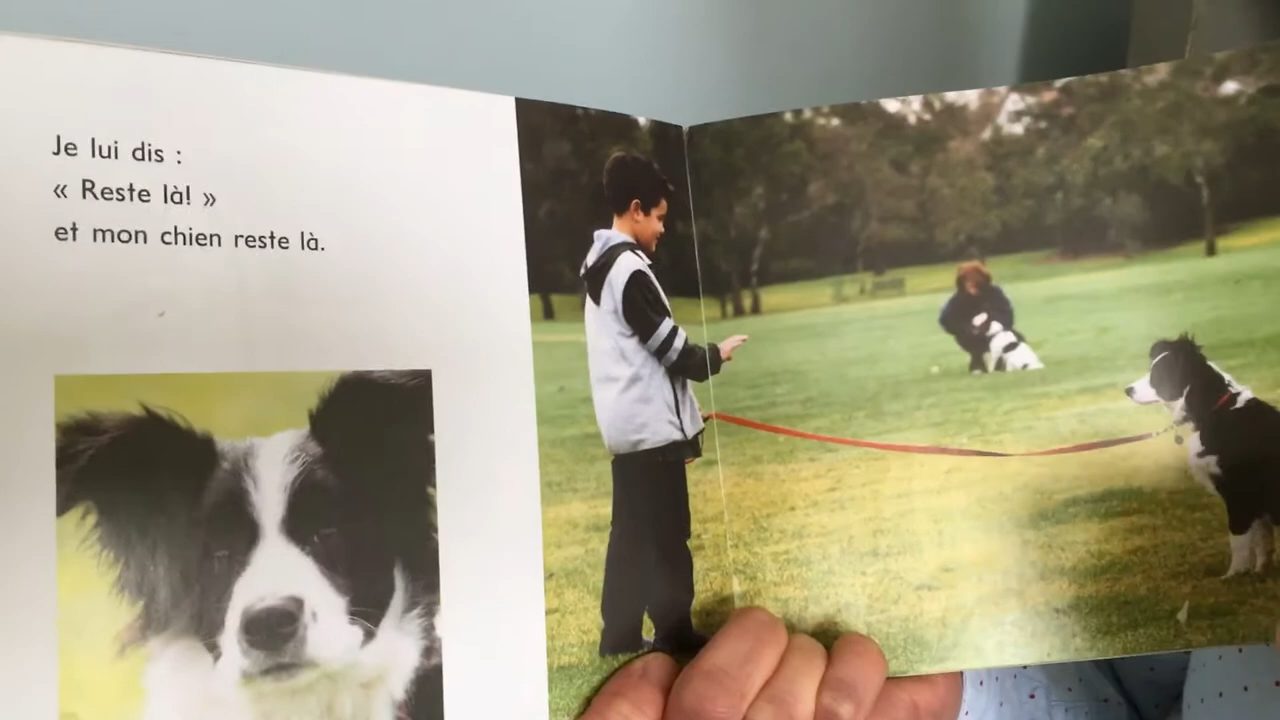 Je lui dis :
« Reste là! »
et mon chien reste là.